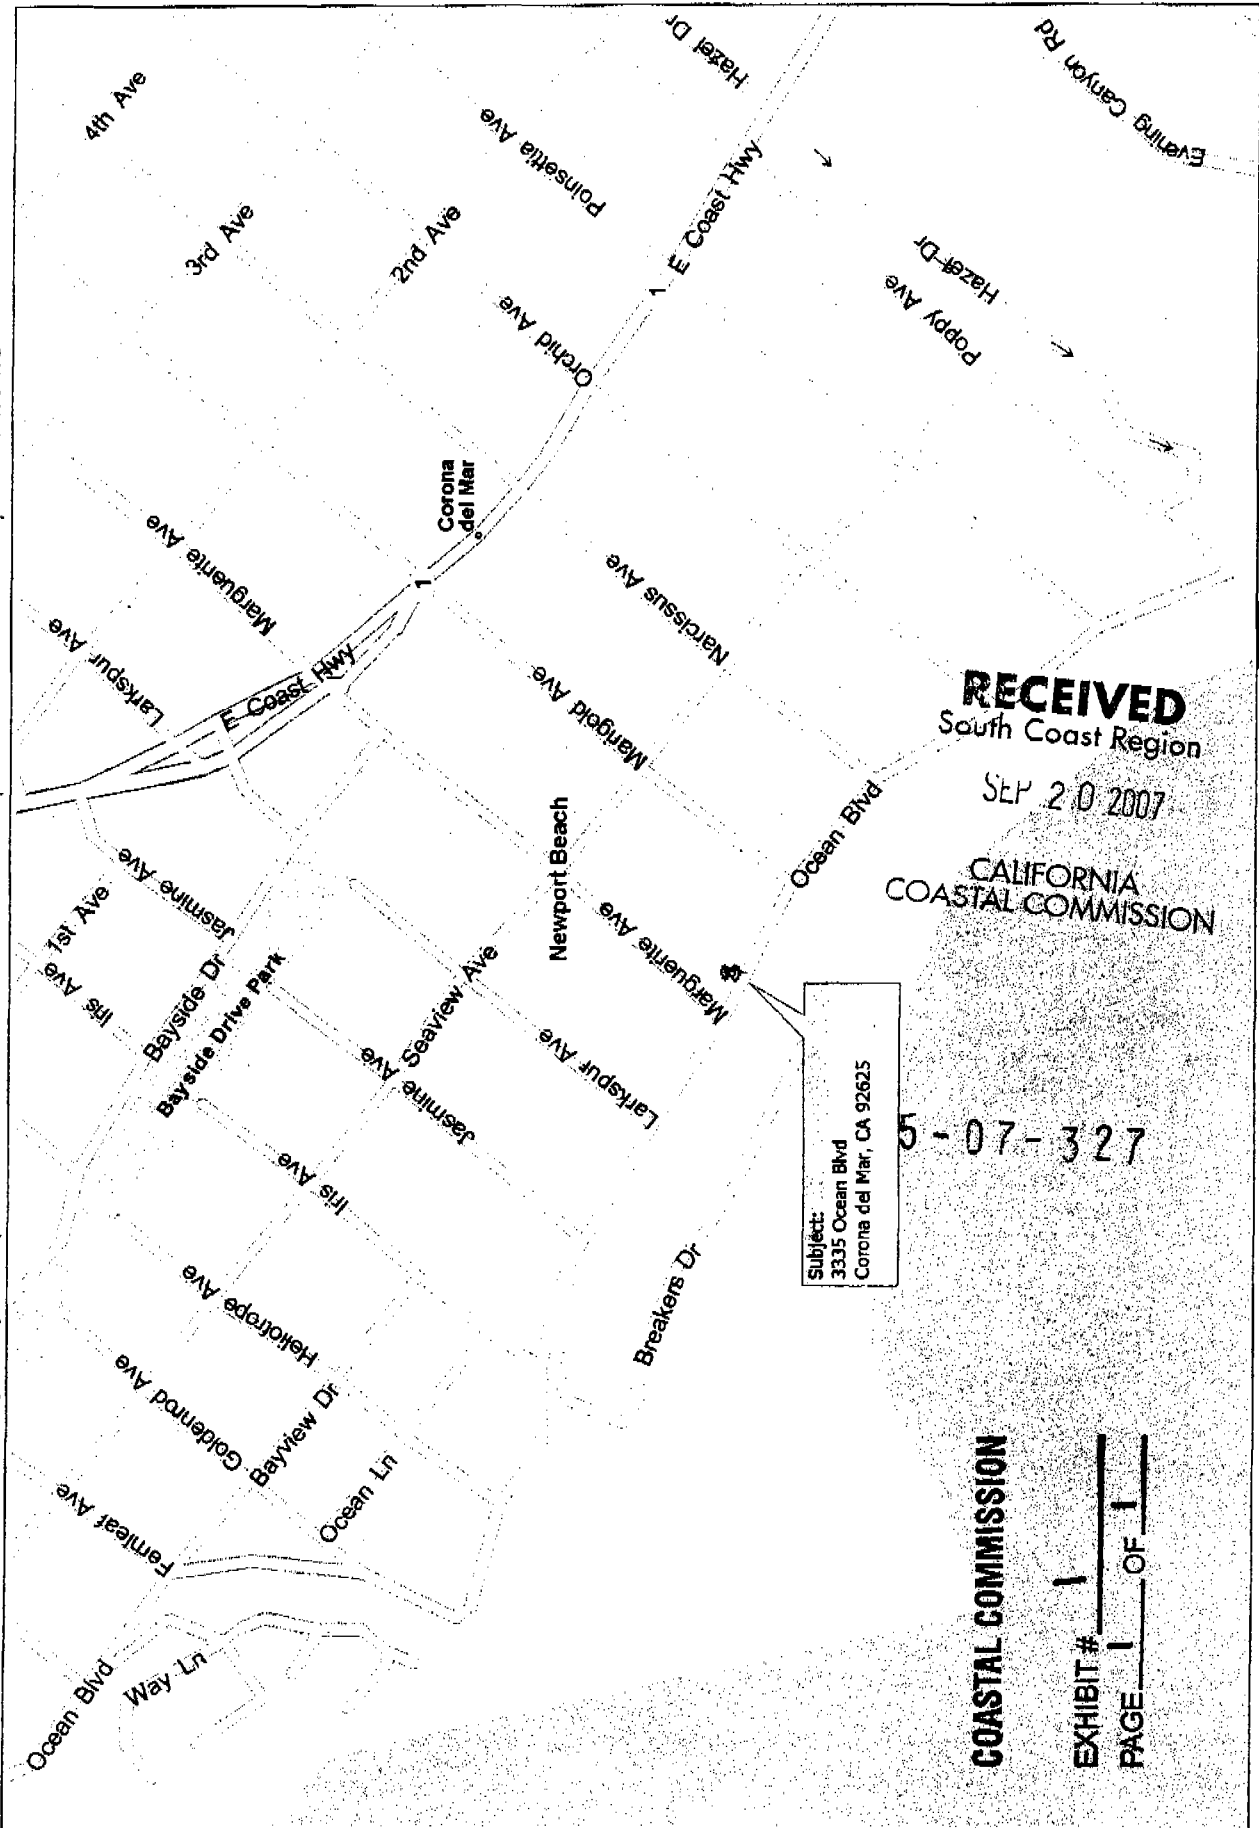 4th Ave
3rd Ave
2nd Ave
Poinsettia Ave
Hazel Dr
Evening Canyon Rd
1
E Coast Hwy
Orchid Ave
Hazel Dr
Poppy Ave
Corona
del Mar
Marguerite Ave
Larkspur Ave
1
E Coast Hwy
Narcissus Ave
Marigold Ave
RECEIVED
South Coast Region
SEP 20 2007
CALIFORNIA
COASTAL COMMISSION
Ocean Blvd
Newport Beach
Marguerite Ave
1st Ave
Jasmine Ave
Iris Ave
Bayside Dr
Bayside Drive Park
Seaview Ave
Jasmine Ave
Larkspur Ave
Iris Ave
Subject:
3335 Ocean Blvd
Corona del Mar, CA 92625
5-07-327
Breakers Dr
Heliotrope Ave
Goldenrod Ave
Bayview Dr
Ocean Ln
Fernleaf Ave
Ocean Blvd
Way Ln
COASTAL COMMISSION
EXHIBIT # 1
PAGE 1 OF 1